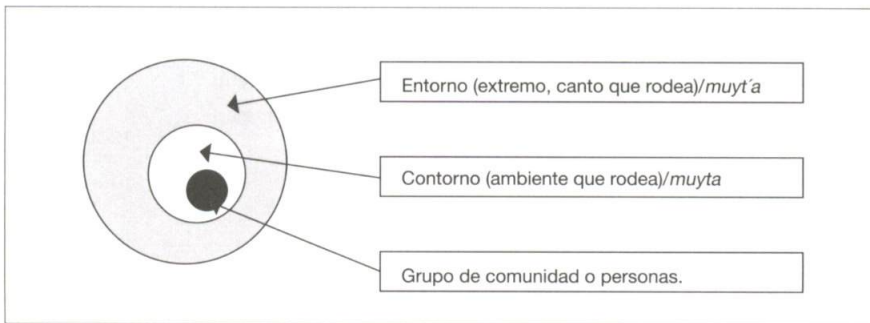 Entorno (extremo, canto que rodea)/muyt´a
Contorno (ambiente que rodea)/muyta
Grupo de comunidad o personas.